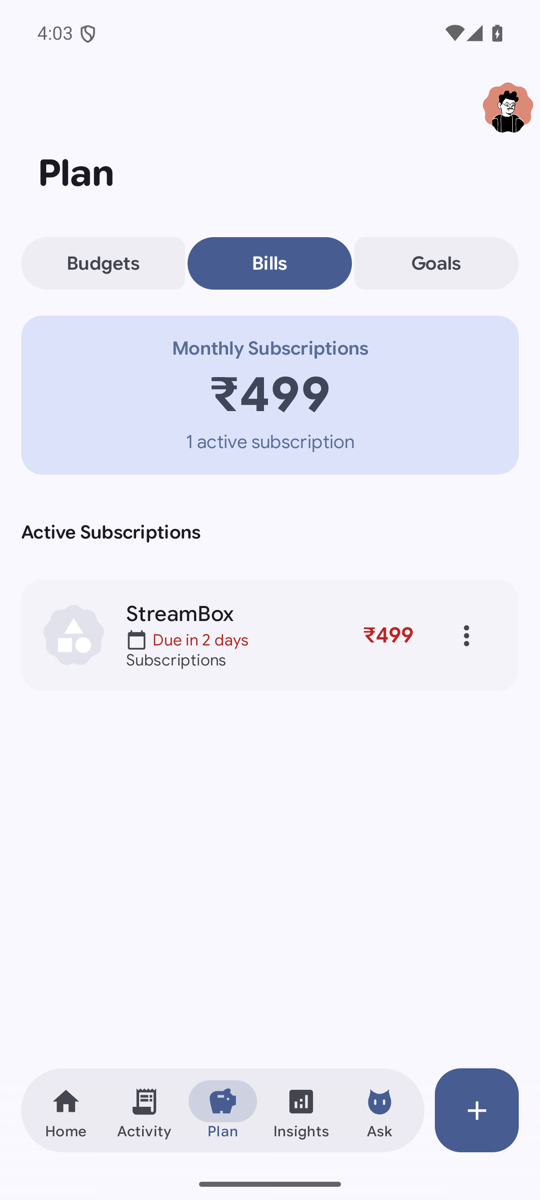 4:03
Plan
Budgets
Bills
Goals
Monthly Subscriptions
₹499
1 active subscription
Active Subscriptions
StreamBox
Due in 2 days
Subscriptions
₹499
Home
Activity
Plan
Insights
Ask